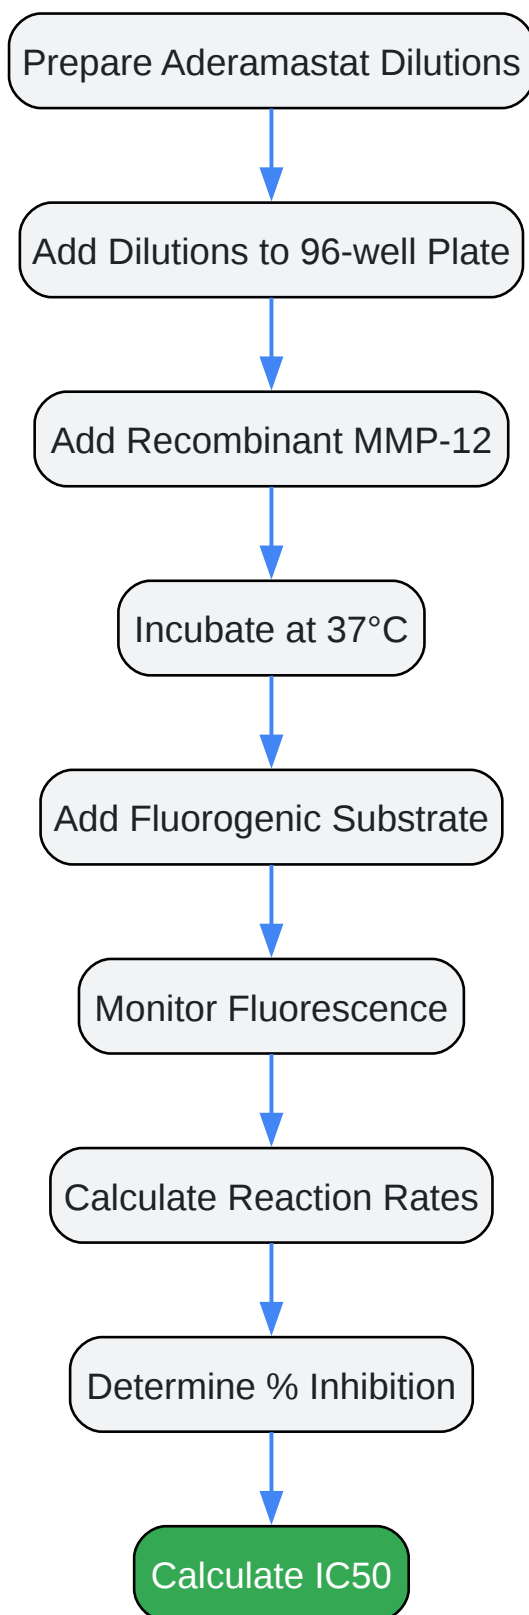 Prepare Aderamastat Dilutions
Add Dilutions to 96-well Plate
Add Recombinant MMP-12
Incubate at 37°C
Add Fluorogenic Substrate
Monitor Fluorescence
Calculate Reaction Rates
Determine % Inhibition
Calculate IC50